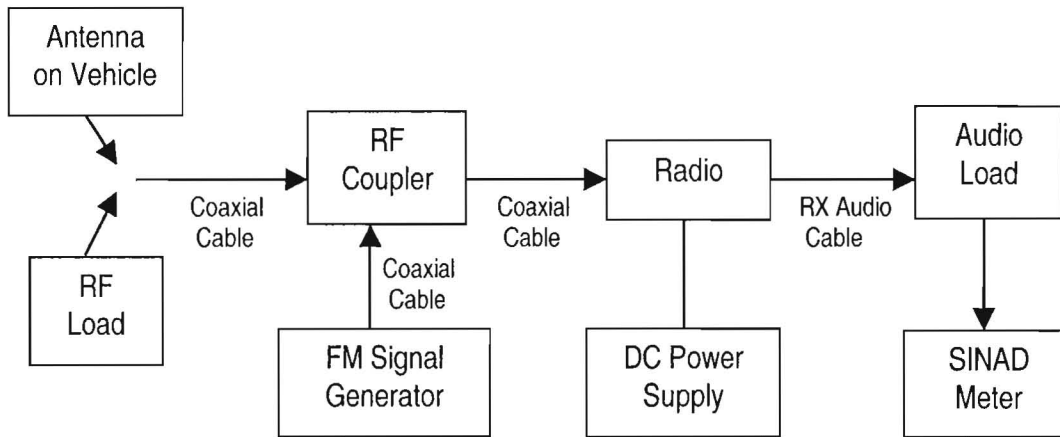 Antenna
on Vehicle
RF
Coupler
Radio
Audio
Load
Coaxial
Cable
Coaxial
Cable
RX Audio
Cable
RF
Load
Coaxial
Cable
FM Signal
Generator
DC Power
Supply
SINAD
Meter